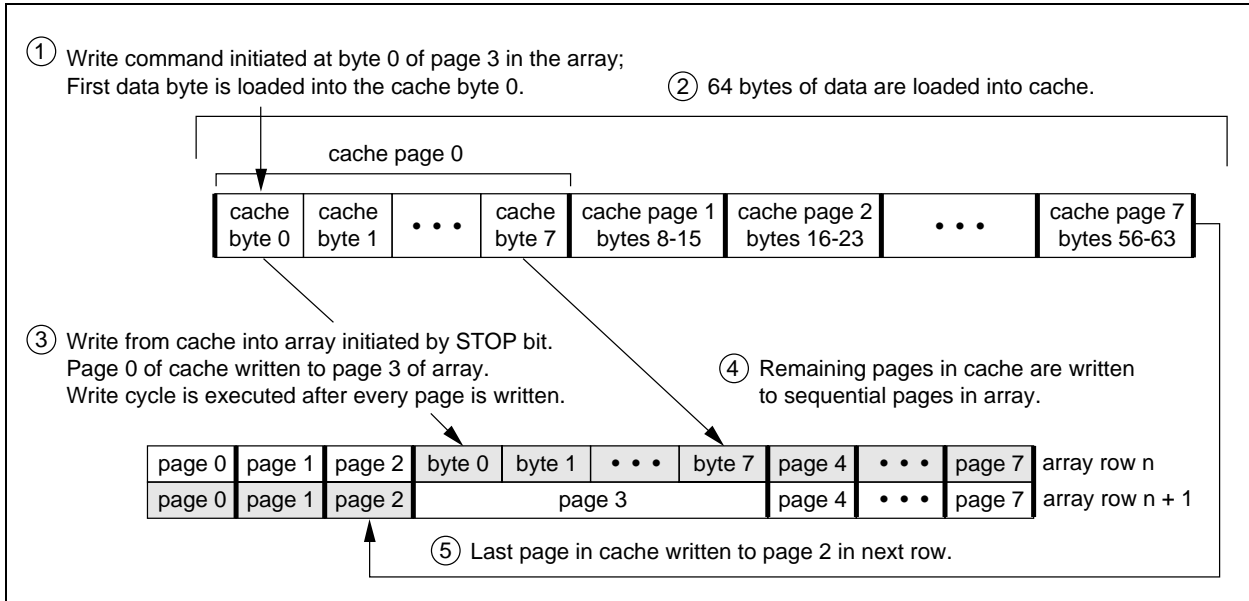 ① Write command initiated at byte 0 of page 3 in the array;
First data byte is loaded into the cache byte 0.
② 64 bytes of data are loaded into cache.
cache page 0
cache byte 0 cache byte 1 • • • cache byte 7 cache page 1 bytes 8-15 cache page 2 bytes 16-23 • • • cache page 7 bytes 56-63
③ Write from cache into array initiated by STOP bit.
Page 0 of cache written to page 3 of array.
Write cycle is executed after every page is written.
④ Remaining pages in cache are written
to sequential pages in array.
page 0 page 1 page 2 byte 0 byte 1 • • • byte 7 page 4 • • • page 7 array row n
page 0 page 1 page 2 page 3 page 4 • • • page 7 array row n + 1
⑤ Last page in cache written to page 2 in next row.